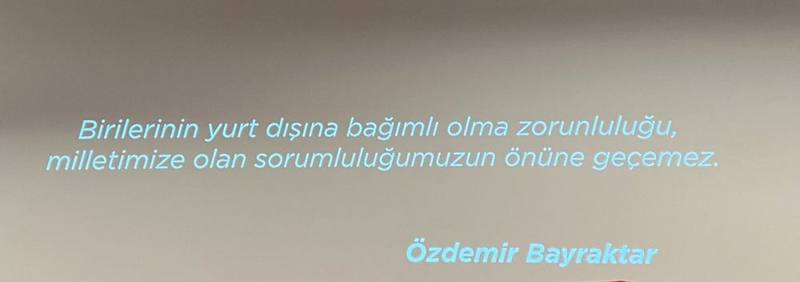 Birilerinin yurt dışına bağımlı olma zorunluluğu,
milletimize olan sorumluluğumuzun önüne geçemez.
Özdemir Bayraktar